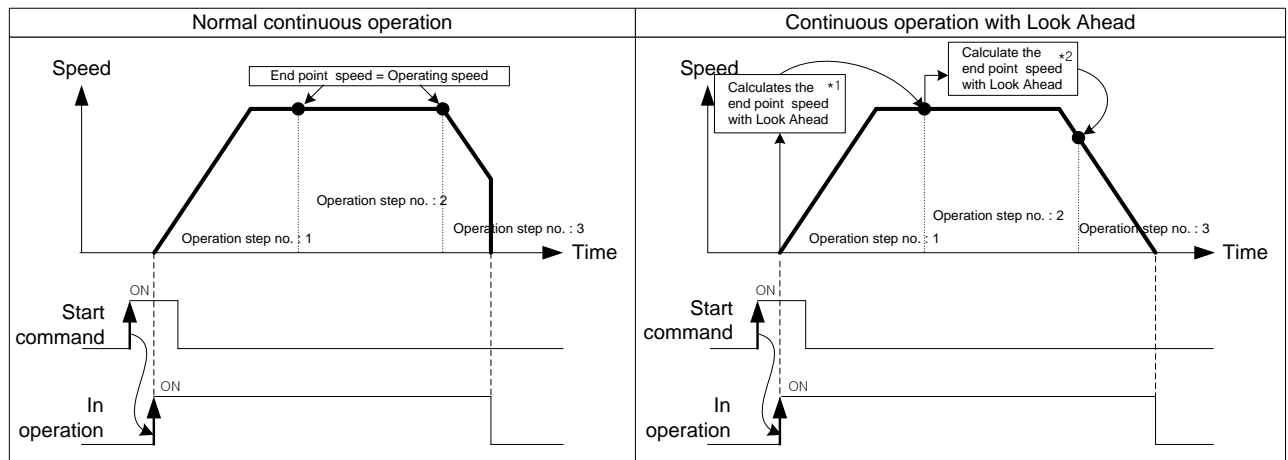 Normal continuous operation
Speed
End point speed = Operating speed
Operation step no. : 2
Operation step no. : 1
Operation step no. : 3
Time
ON
Start
command
ON
In
operation
Continuous operation with Look Ahead
Speed
Calculates the *1
end point speed
with Look Ahead
Calculate the *2
end point speed
with Look Ahead
Operation step no. : 2
Operation step no. : 1
Operation step no. : 3
Time
ON
Start
command
ON
In
operation